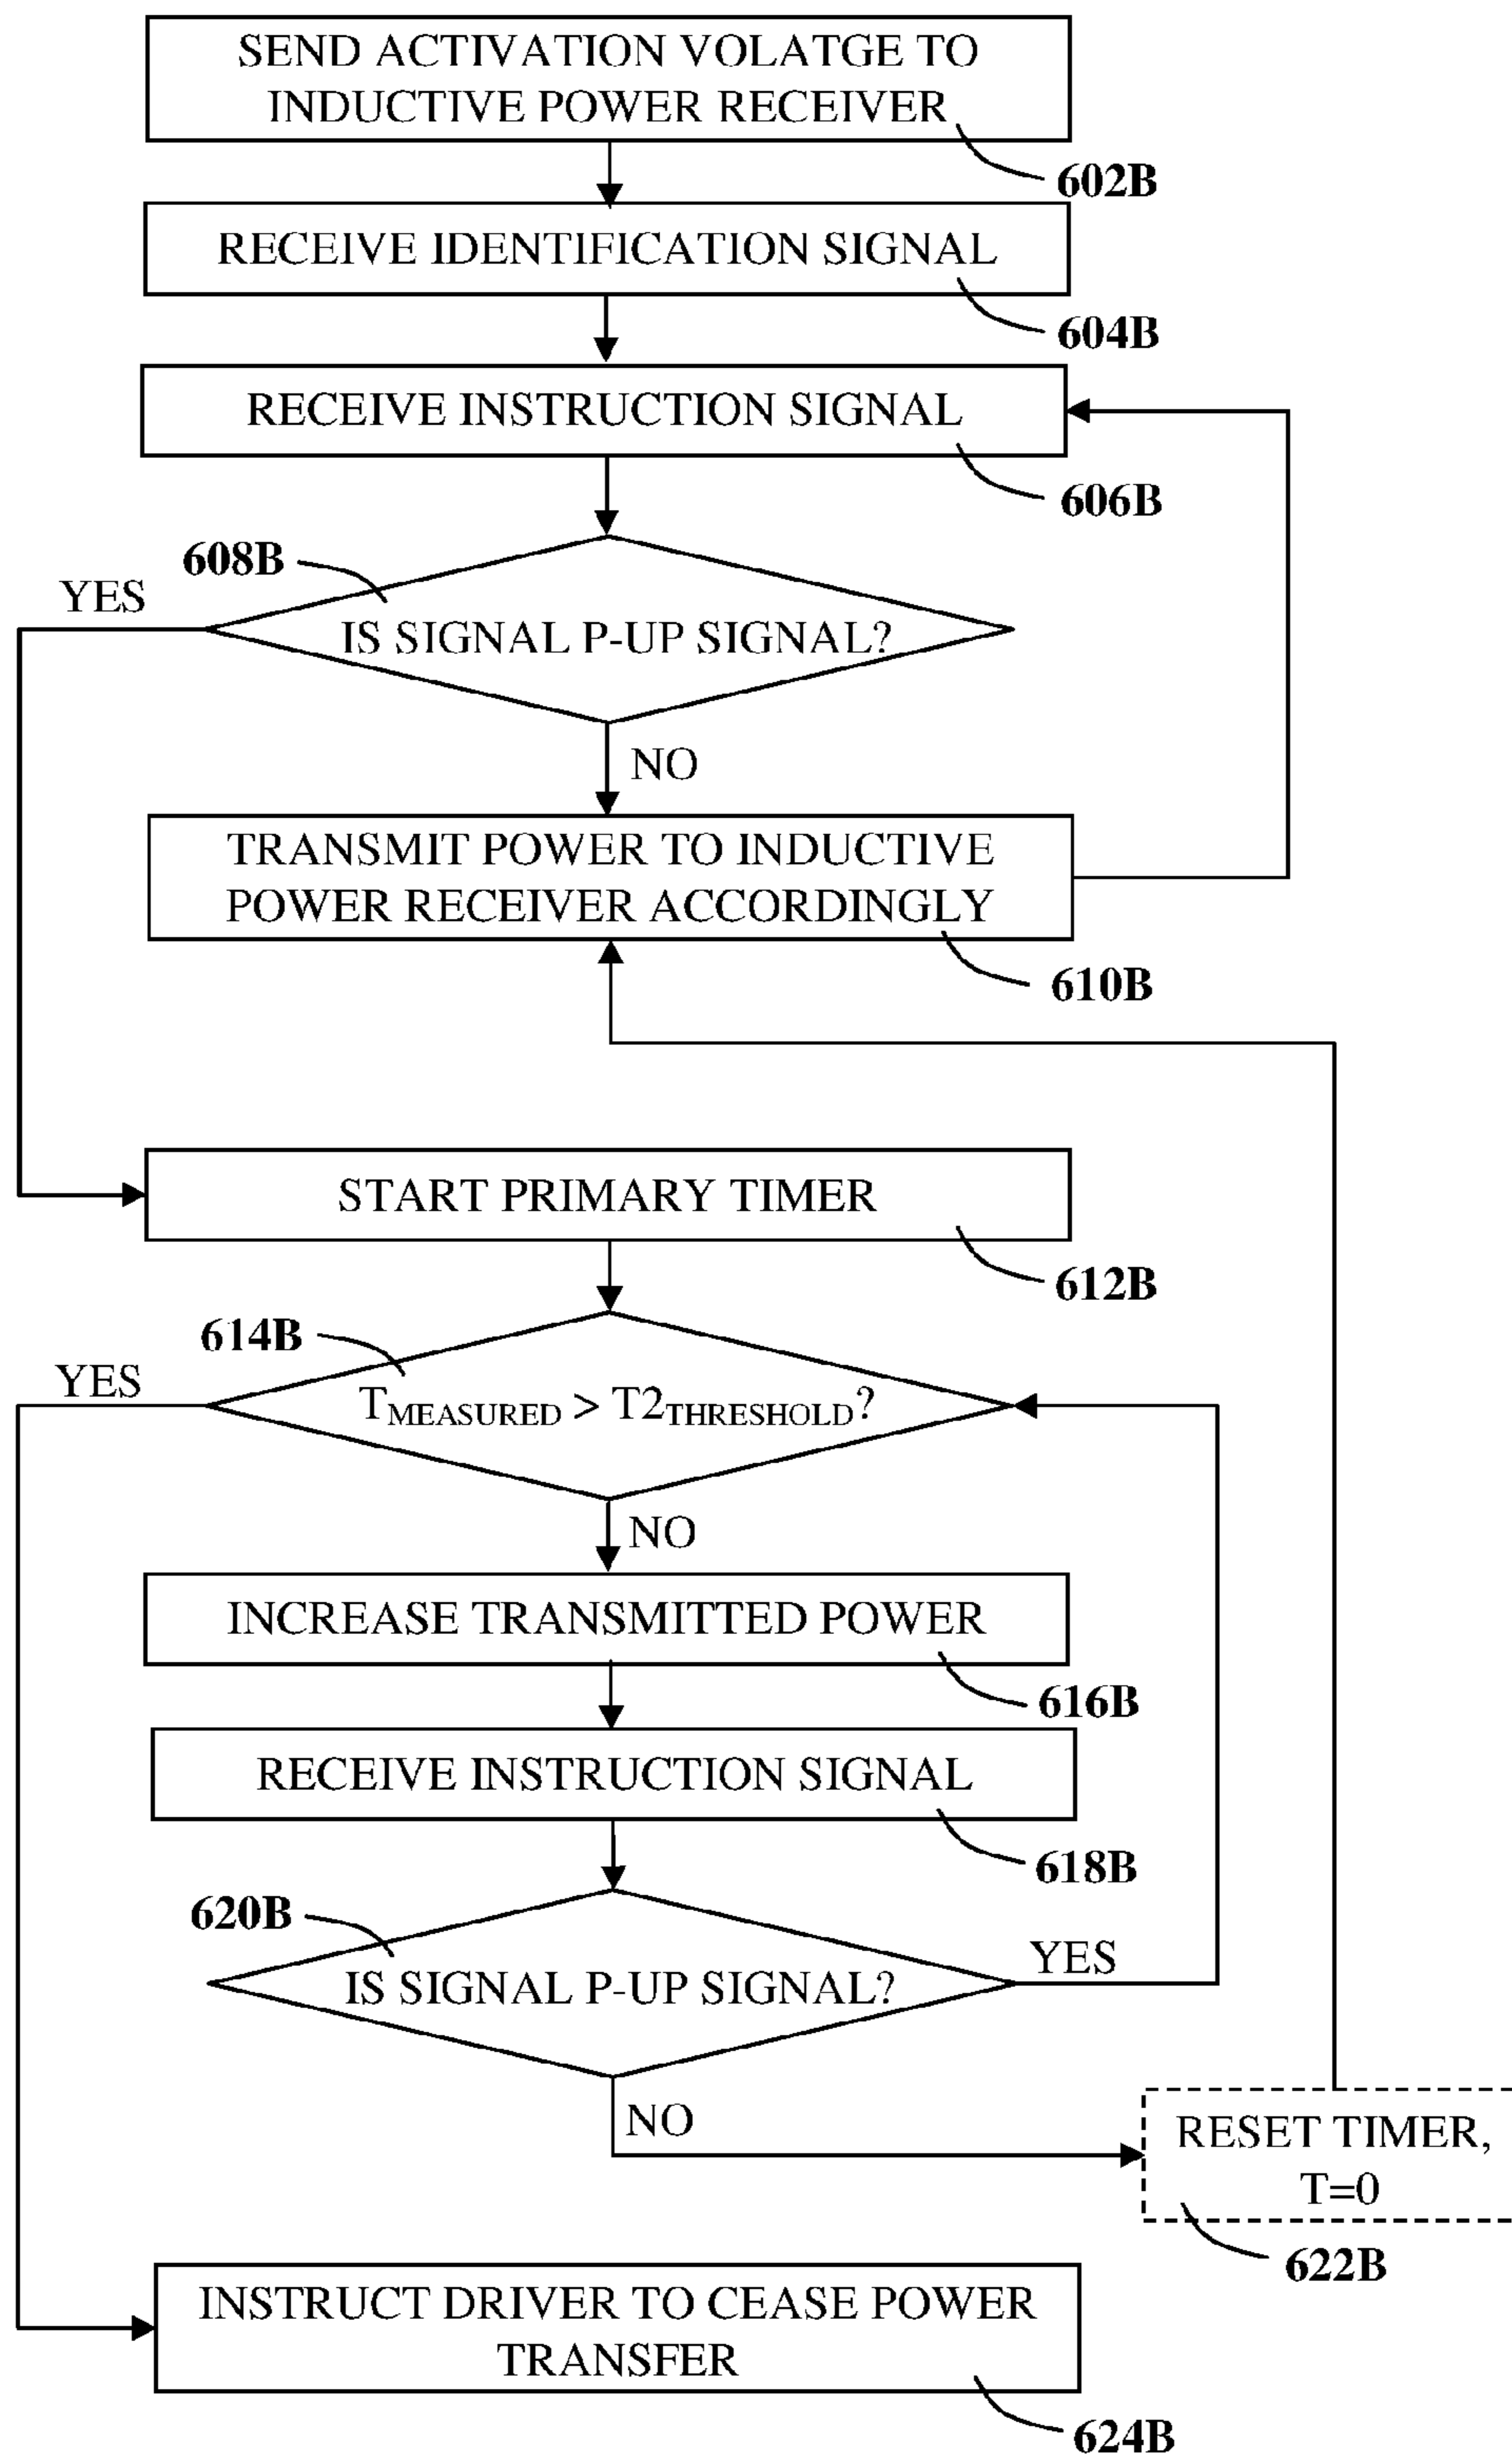 SEND ACTIVATION VOLATGE TO
INDUCTIVE POWER RECEIVER
602B
RECEIVE IDENTIFICATION SIGNAL
604B
RECEIVE INSTRUCTION SIGNAL
606B
608B
YES
IS SIGNAL P-UP SIGNAL?
NO
TRANSMIT POWER TO INDUCTIVE
POWER RECEIVER ACCORDINGLY
610B
START PRIMARY TIMER
612B
614B
YES
TMEASURED > T2THRESHOLD?
NO
INCREASE TRANSMITTED POWER
616B
RECEIVE INSTRUCTION SIGNAL
618B
620B
YES
IS SIGNAL P-UP SIGNAL?
NO
RESET TIMER,
T=0
622B
INSTRUCT DRIVER TO CEASE POWER
TRANSFER
624B